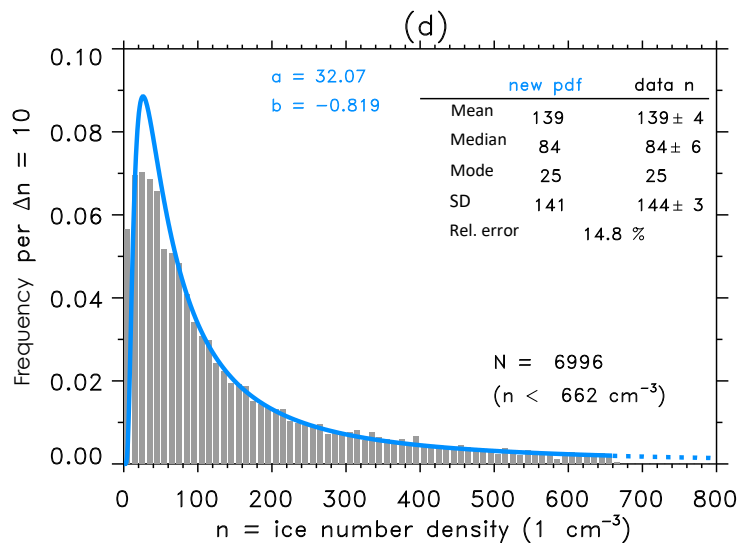 (d)
a = 32.07
b = −0.819
new pdf data n
Mean 139 139± 4
Median 84 84± 6
Mode 25 25
SD 141 144± 3
Rel. error 14.8 %
N = 6996
(n < 662 cm⁻³)
Frequency per Δn = 10
0.10
0.08
0.06
0.04
0.02
0.00
0 100 200 300 400 500 600 700 800
n = ice number density (1 cm⁻³)